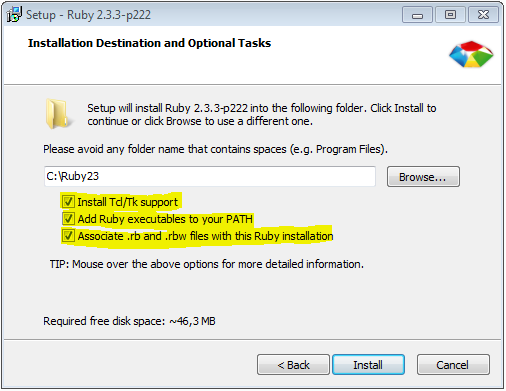 Setup - Ruby 2.3.3-p222
Installation Destination and Optional Tasks
Setup will install Ruby 2.3.3-p222 into the following folder. Click Install to
continue or click Browse to use a different one.
Please avoid any folder name that contains spaces (e.g. Program Files).
C:\Ruby23
Browse...
Install Tcl/Tk support
Add Ruby executables to your PATH
Associate .rb and .rbw files with this Ruby installation
TIP: Mouse over the above options for more detailed information.
Required free disk space: ~46,3 MB
< Back
Install
Cancel